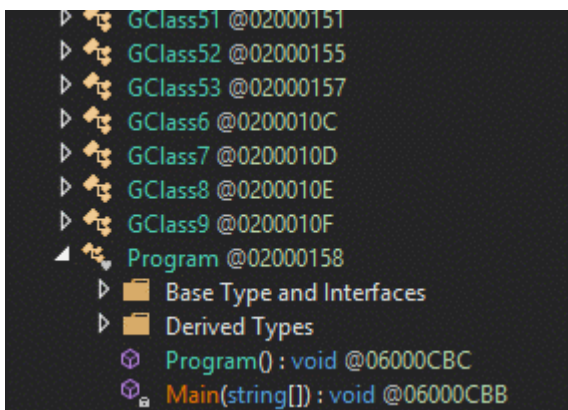 GClass51 @02000151
GClass52 @02000155
GClass53 @02000157
GClass6 @0200010C
GClass7 @0200010D
GClass8 @0200010E
GClass9 @0200010F
Program @02000158
Base Type and Interfaces
Derived Types
Program() : void @06000CBC
Main(string[]) : void @06000CBB